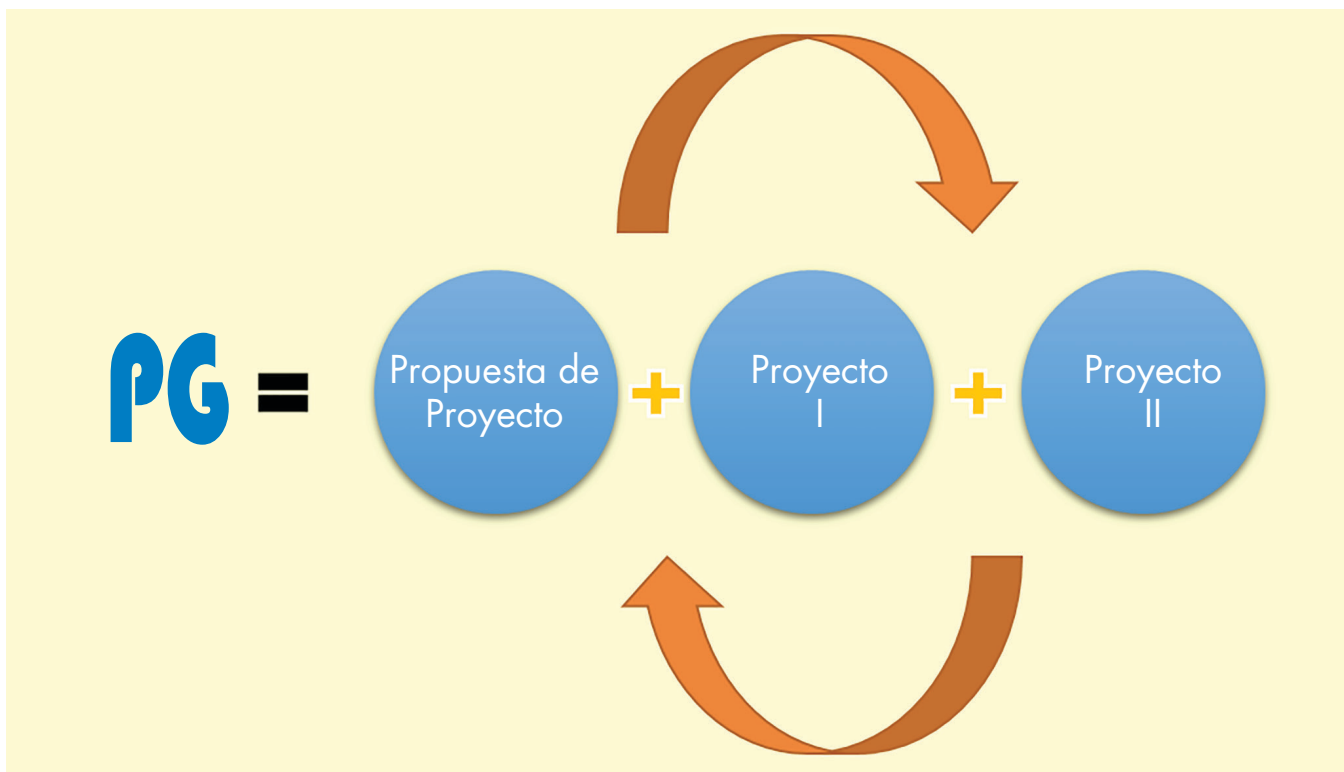 PG =
Propuesta de
Proyecto
+
Proyecto
I
+
Proyecto
II